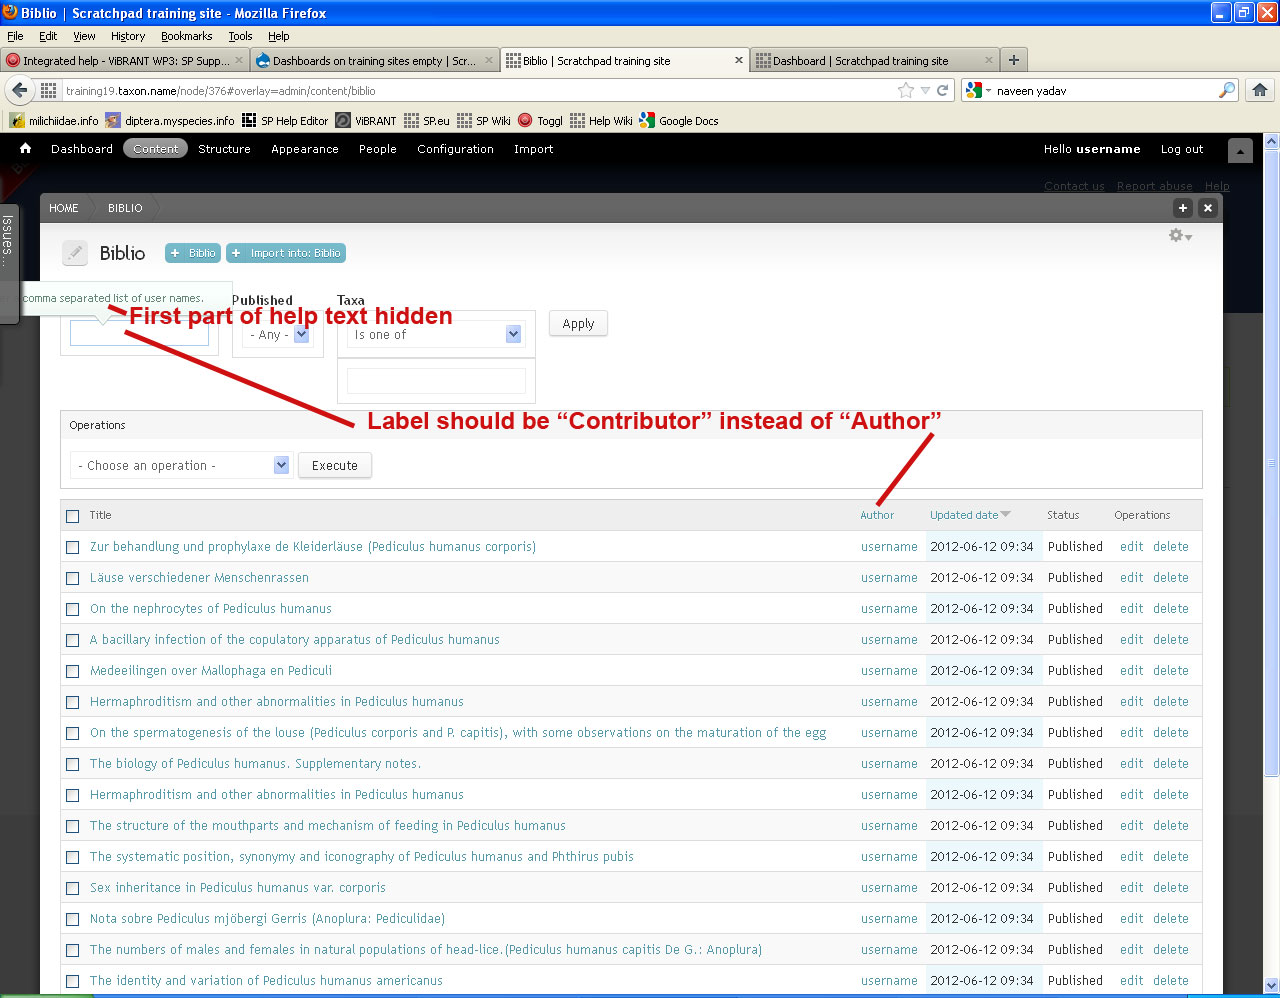 Biblio | Scratchpad training site - Mozilla Firefox
File Edit View History Bookmarks Tools Help
Integrated help - ViBRANT WP3: SP Supp... Dashboards on training sites empty | Scr... Biblio | Scratchpad training site Dashboard | Scratchpad training site
training19.taxon.name/node/376#overlay=admin/content/biblio naveen yadav
milichiidae.info diptera.myspecies.info SP Help Editor ViBRANT SP.eu SP Wiki Toggl Help Wiki Google Docs
Dashboard Content Structure Appearance People Configuration Import Hello username Log out
Contact us Report abuse Help
HOME BIBLIO
Issues...
Biblio + Biblio + Import into: Biblio
comma separated list of user names. Published Taxa
First part of help text hidden
- Any - Is one of Apply
Label should be “Contributor” instead of “Author”
Operations
- Choose an operation - Execute
Title Author Updated date Status Operations
Zur behandlung und prophylaxe de Kleiderläuse (Pediculus humanus corporis) username 2012-06-12 09:34 Published edit delete
Läuse verschiedener Menschenrassen username 2012-06-12 09:34 Published edit delete
On the nephrocytes of Pediculus humanus username 2012-06-12 09:34 Published edit delete
A bacillary infection of the copulatory apparatus of Pediculus humanus username 2012-06-12 09:34 Published edit delete
Medeeilingen over Mallophaga en Pediculi username 2012-06-12 09:34 Published edit delete
Hermaphroditism and other abnormalities in Pediculus humanus username 2012-06-12 09:34 Published edit delete
On the spermatogenesis of the louse (Pediculus corporis and P. capitis), with some observations on the maturation of the egg username 2012-06-12 09:34 Published edit delete
The biology of Pediculus humanus. Supplementary notes. username 2012-06-12 09:34 Published edit delete
Hermaphroditism and other abnormalities in Pediculus humanus username 2012-06-12 09:34 Published edit delete
The structure of the mouthparts and mechanism of feeding in Pediculus humanus username 2012-06-12 09:34 Published edit delete
The systematic position, synonymy and iconography of Pediculus humanus and Phthirus pubis username 2012-06-12 09:34 Published edit delete
Sex inheritance in Pediculus humanus var. corporis username 2012-06-12 09:34 Published edit delete
Nota sobre Pediculus mjöbergi Gerris (Anoplura: Pediculidae) username 2012-06-12 09:34 Published edit delete
The numbers of males and females in natural populations of head-lice.(Pediculus humanus capitis De G.: Anoplura) username 2012-06-12 09:34 Published edit delete
The identity and variation of Pediculus humanus americanus username 2012-06-12 09:34 Published edit delete